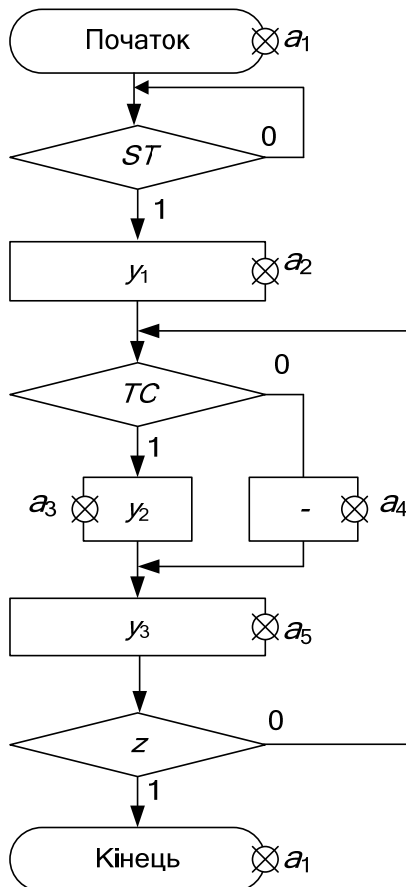 Початок a1
0
ST
1
y1 a2
0
TC
1
a3 y2 - a4
y3 a5
0
z
1
Кінець a1